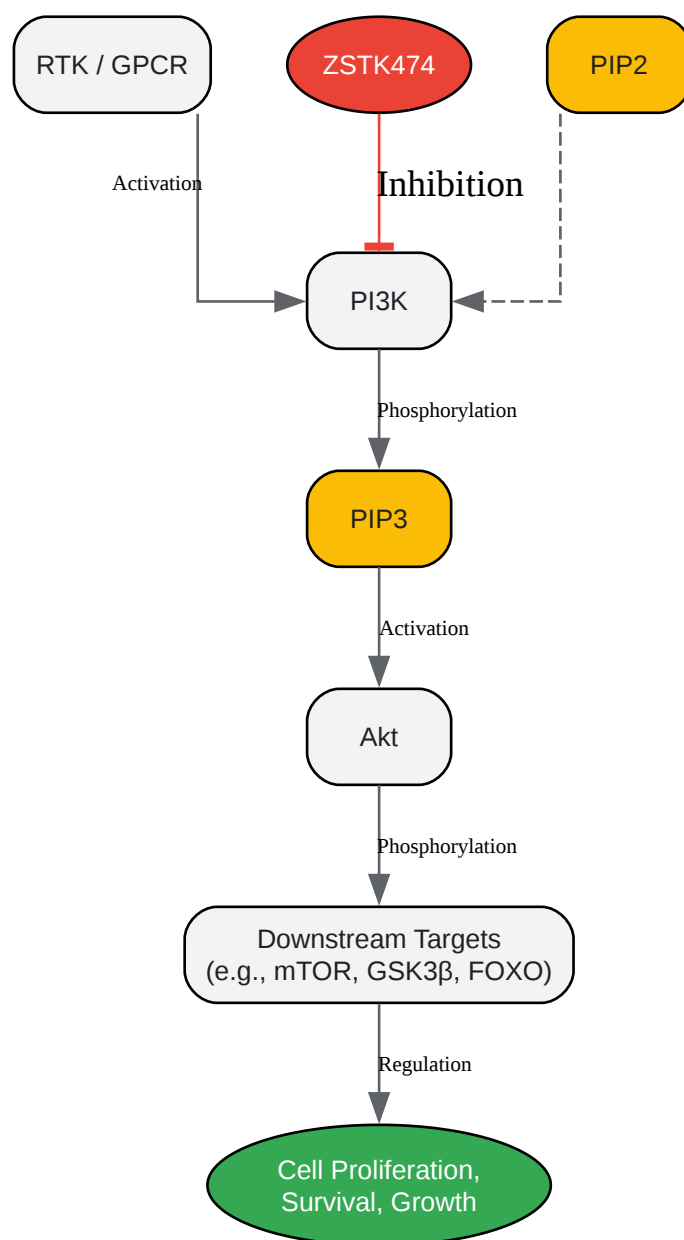 RTK / GPCR
ZSTK474
PIP2
Activation
Inhibition
PI3K
Phosphorylation
PIP3
Activation
Akt
Phosphorylation
Downstream Targets
(e.g., mTOR, GSK3β, FOXO)
Regulation
Cell Proliferation,
Survival, Growth